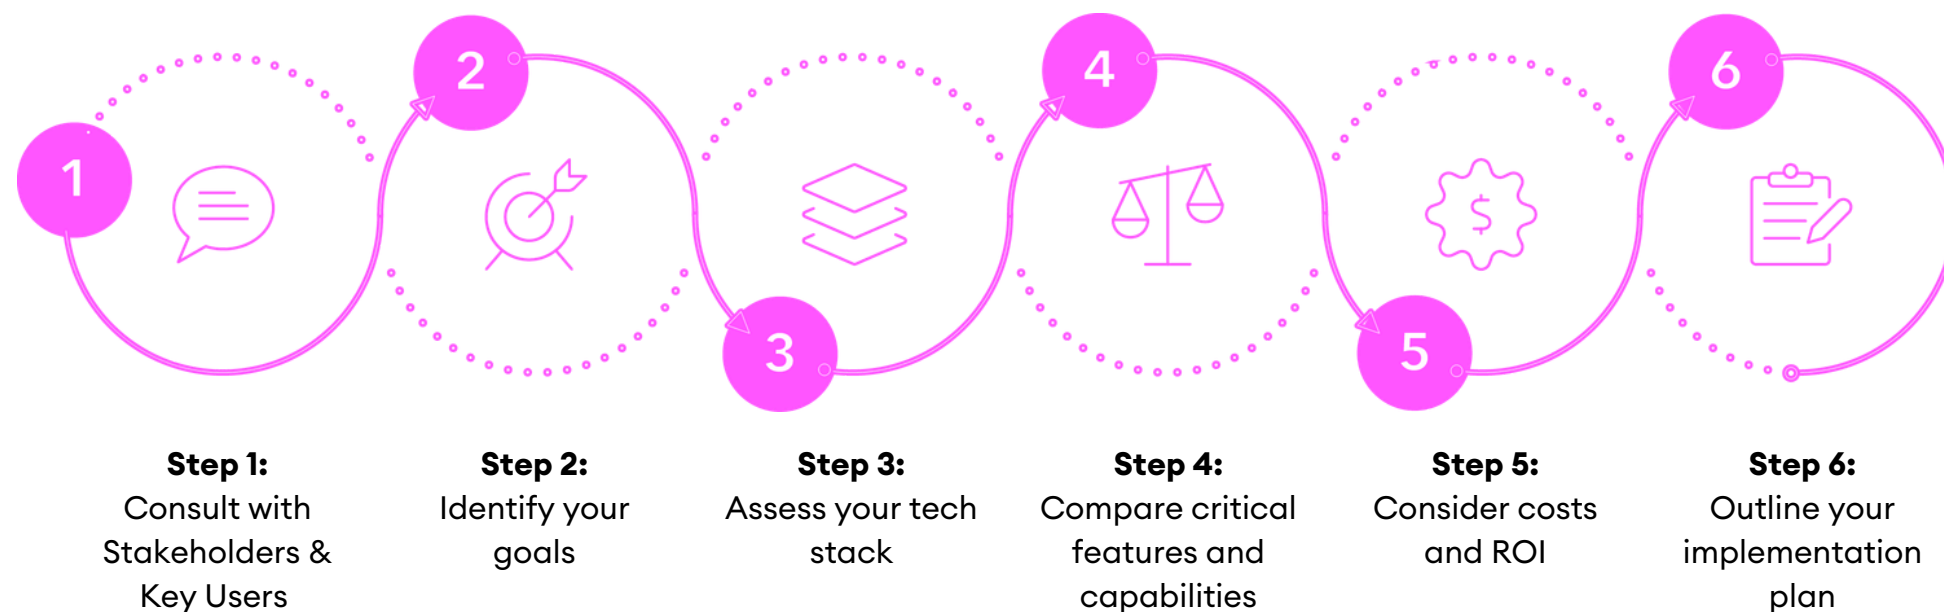 1
2
3
4
5
6
$
Step 1:
Consult with
Stakeholders &
Key Users
Step 2:
Identify your
goals
Step 3:
Assess your tech
stack
Step 4:
Compare critical
features and
capabilities
Step 5:
Consider costs
and ROI
Step 6:
Outline your
implementation
plan